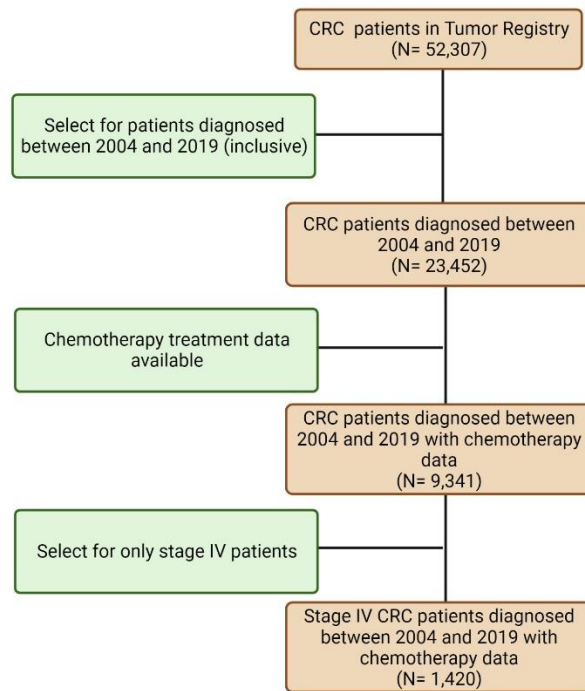 CRC patients in Tumor Registry
(N= 52,307)
Select for patients diagnosed
between 2004 and 2019 (inclusive)
CRC patients diagnosed between
2004 and 2019
(N= 23,452)
Chemotherapy treatment data
available
CRC patients diagnosed between
2004 and 2019 with chemotherapy
data
(N= 9,341)
Select for only stage IV patients
Stage IV CRC patients diagnosed
between 2004 and 2019 with
chemotherapy data
(N= 1,420)